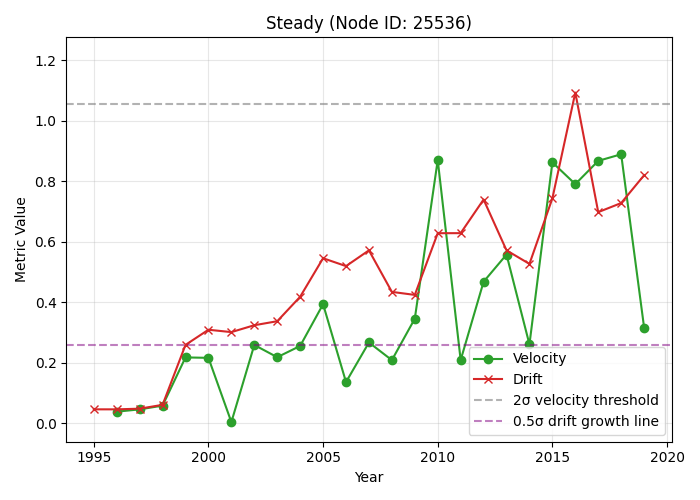 Steady (Node ID: 25536)
Metric Value
1.2
1.0
0.8
0.6
0.4
0.2
0.0
Velocity
Drift
2σ velocity threshold
0.5σ drift growth line
1995
2000
2005
2010
2015
2020
Year